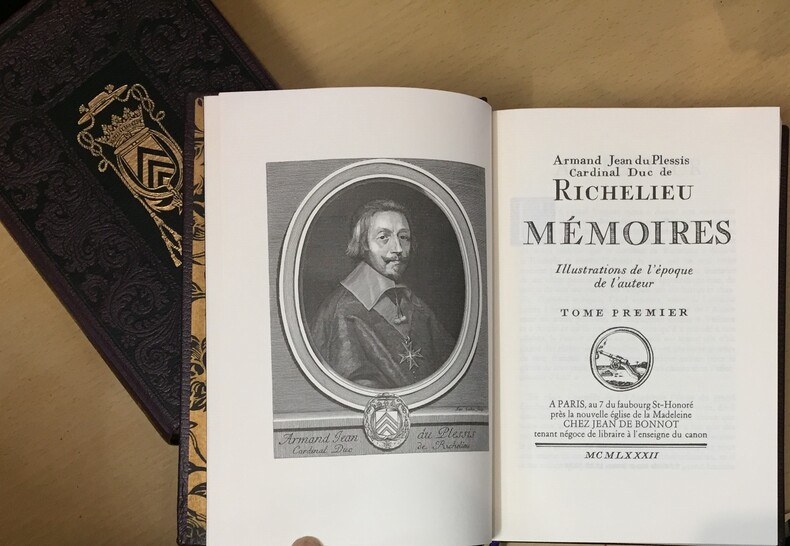 Armand Jean du Plessis
Cardinal Duc de Richelieu
Armand Jean du Plessis
Cardinal Duc de
RICHELIEU
MÉMOIRES
Illustrations de l'époque
de l'auteur
TOME PREMIER
A PARIS, au 7 du faubourg St-Honoré
près la nouvelle église de la Madeleine
CHEZ JEAN DE BONNOT
tenant négoce de libraire à l'enseigne du canon
MCMLXXXII